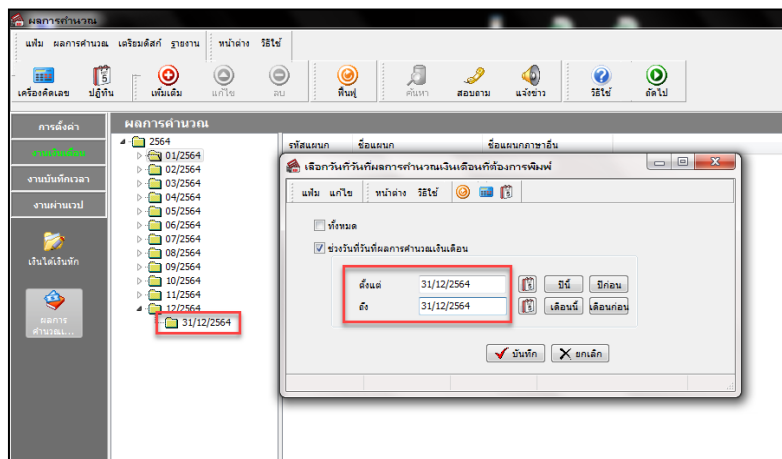 ผลการคำนวณ
แฟ้ม ผลการคำนวณ เตรียมดิสก์ รายงาน หน้าต่าง วิธีใช้
เครื่องคิดเลข ปฏิทิน เพิ่มเติม แก้ไข ลบ ฟื้นฟู ค้นหา สอบถาม แจ้งข่าว วิธีใช้ ถัดไป
การตั้งค่า
งานเงินเดือน
งานบันทึกเวลา
งานผ่านเวป
เงินได้เงินหัก
ผลการ
คำนวณเ...
ผลการคำนวณ
2564
01/2564
02/2564
03/2564
04/2564
05/2564
06/2564
07/2564
08/2564
09/2564
10/2564
11/2564
12/2564
31/12/2564
รหัสแผนก ชื่อแผนก ชื่อแผนกภาษาอื่น
เลือกวันที่วันที่ผลการคำนวณเงินเดือนที่ต้องการพิมพ์
แฟ้ม แก้ไข หน้าต่าง วิธีใช้
ทั้งหมด
ช่วงวันที่วันที่ผลการคำนวณเงินเดือน
ตั้งแต่ 31/12/2564 ปีนี้ ปีก่อน
ถึง 31/12/2564 เดือนนี้ เดือนก่อน
บันทึก ยกเลิก